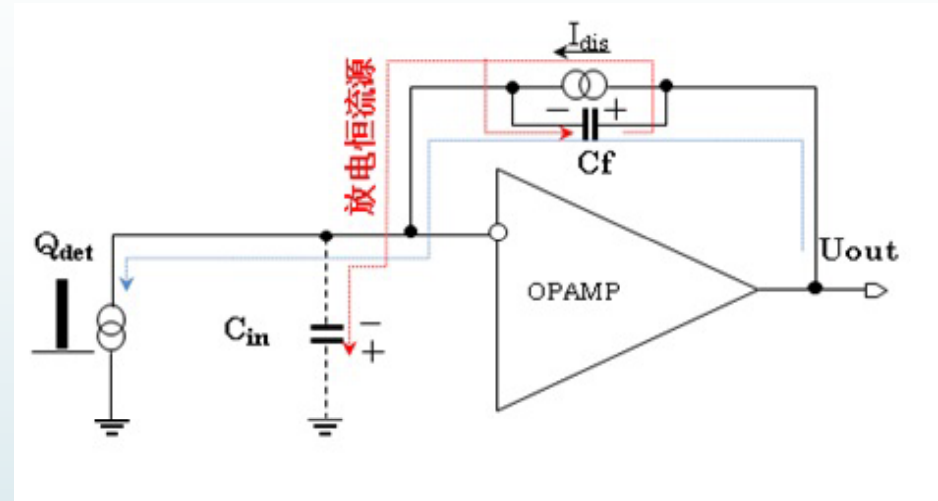 I_dis
放电恒流源
− +
Cf
Q_det
Uout
OPAMP
C_in
−
+